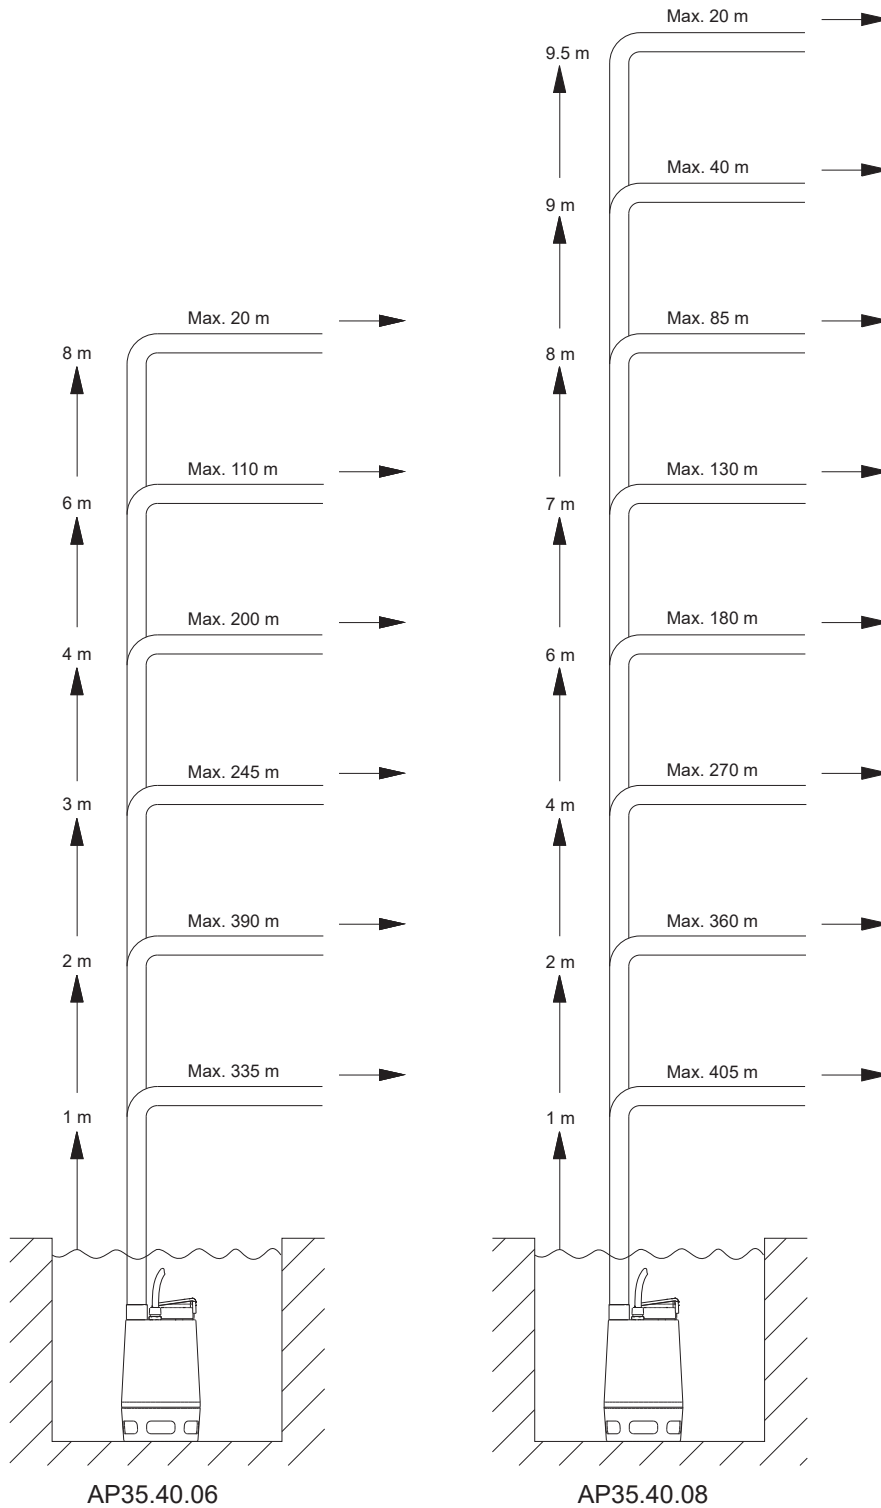 Max. 20 m
9.5 m
Max. 40 m
9 m
Max. 20 m
Max. 85 m
8 m
8 m
Max. 110 m
Max. 130 m
6 m
7 m
Max. 200 m
Max. 180 m
4 m
6 m
Max. 245 m
Max. 270 m
3 m
4 m
Max. 390 m
Max. 360 m
2 m
2 m
Max. 335 m
Max. 405 m
1 m
1 m
AP35.40.06
AP35.40.08